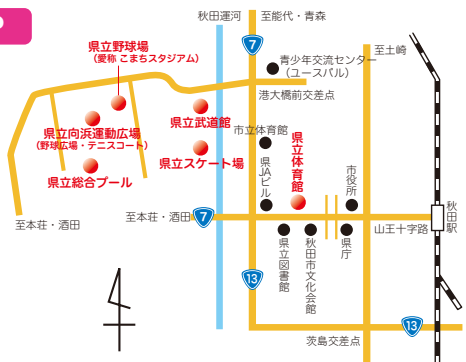 P
秋田運河
至能代・青森
7
県立野球場
(愛称 こまちスタジアム)
青少年交流センター
(ユースパル)
至土崎
港大橋前交差点
県立武道館
県立向浜運動広場
(野球広場・テニスコート)
市立体育館
県立スケート場
県立体育館
県JAビル
県立総合プール
市役所
秋田駅
至本荘・酒田
至本荘・酒田
7
山王十字路
県立図書館
秋田市文化会館
県庁
13
13
茨島交差点